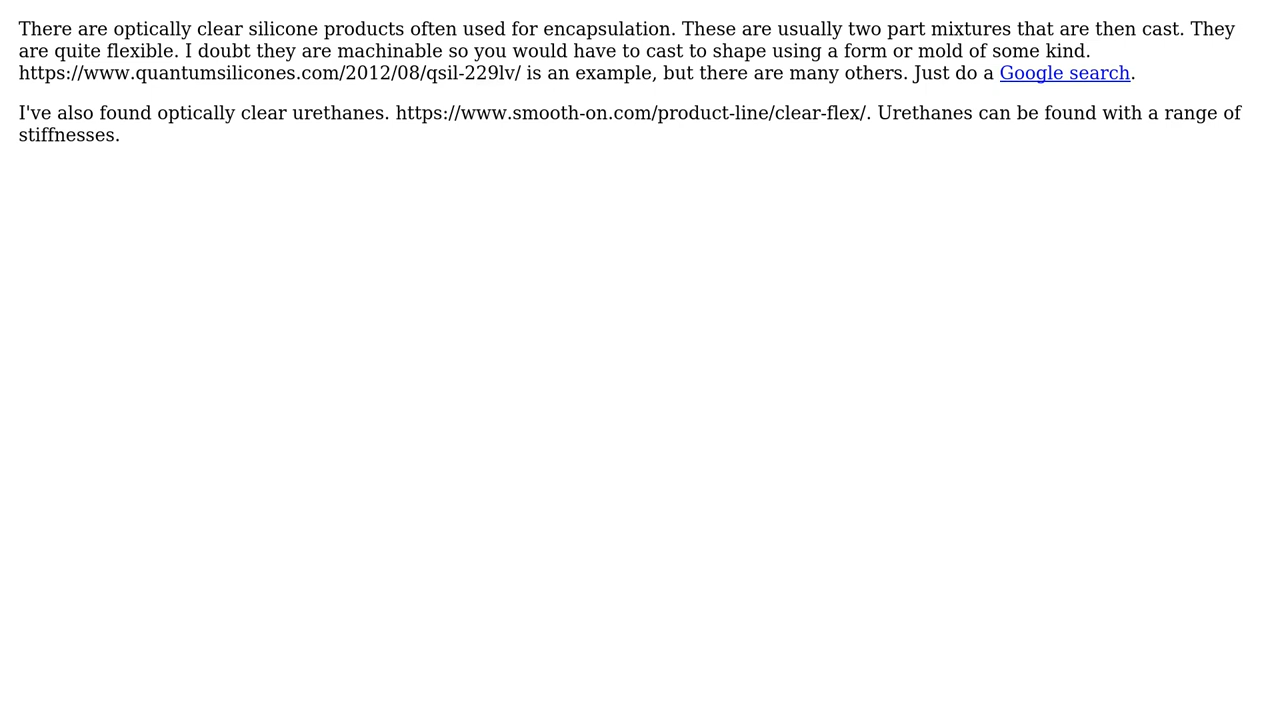 There are optically clear silicone products often used for encapsulation. These are usually two part mixtures that are then cast. They
are quite flexible. I doubt they are machinable so you would have to cast to shape using a form or mold of some kind.
https://www.quantumsilicones.com/2012/08/qsil-229lv/ is an example, but there are many others. Just do a Google search.
I've also found optically clear urethanes. https://www.smooth-on.com/product-line/clear-flex/. Urethanes can be found with a range of
stiffnesses.